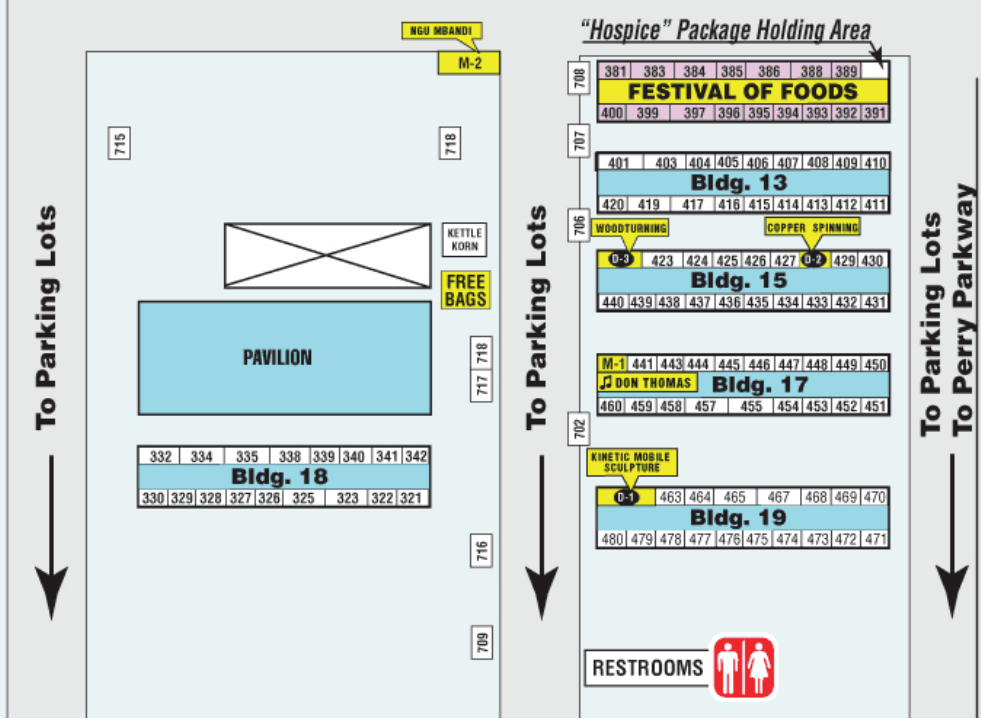 NGU MBANDI
M-2
"Hospice" Package Holding Area
708
381 383 384 385 386 388 389
FESTIVAL OF FOODS
400 399 397 396 395 394 393 392 391
715
718
707
401 403 404 405 406 407 408 409 410
Bldg. 13
420 419 417 416 415 414 413 412 411
To Parking Lots
KETTLE
KORN
FREE
BAGS
To Parking Lots
706
WOODTURNING
COPPER SPINNING
D-3 423 424 425 426 427 D-2 429 430
Bldg. 15
440 439 438 437 436 435 434 433 432 431
To Parking Lots
To Perry Parkway
PAVILION
718
717
M-1 441 443 444 445 446 447 448 449 450
DON THOMAS
Bldg. 17
460 459 458 457 455 454 453 452 451
702
332 334 335 338 339 340 341 342
Bldg. 18
330 329 328 327 326 325 323 322 321
KINETIC MOBILE
SCULPTURE
D-1 463 464 465 467 468 469 470
Bldg. 19
480 479 478 477 476 475 474 473 472 471
716
709
RESTROOMS